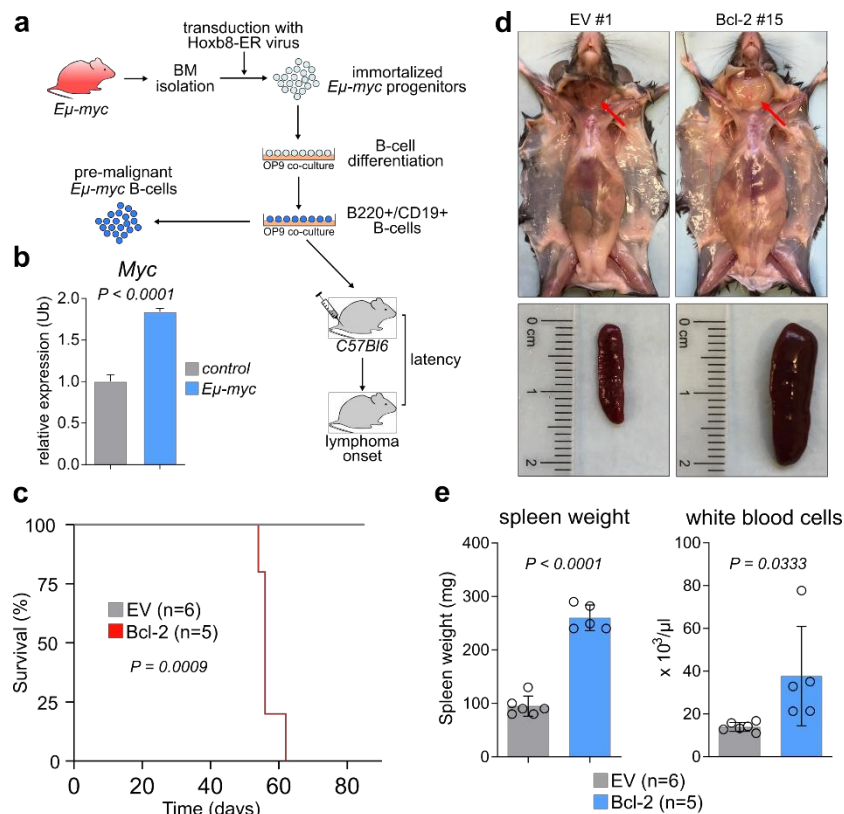 a
transduction with
Hoxb8-ER virus
Eμ-myc
BM
isolation
immortalized
Eμ-myc progenitors
OP9 co-culture
B-cell
differentiation
pre-malignant
Eμ-myc B-cells
OP9 co-culture
B220+/CD19+
B-cells
C57Bl6
latency
lymphoma
onset
b
Myc
P < 0.0001
relative expression (Ub)
2.0
1.5
1.0
0.5
0.0
control
Eμ-myc
c
Survival (%)
100
75
50
25
0
EV (n=6)
Bcl-2 (n=5)
P = 0.0009
0
20
40
60
80
Time (days)
d
EV #1
Bcl-2 #15
0 cm
1
2
0 cm
1
2
e
spleen weight
P < 0.0001
Spleen weight (mg)
400
300
200
100
0
white blood cells
P = 0.0333
x 10³/μl
100
80
60
40
20
0
EV (n=6)
Bcl-2 (n=5)